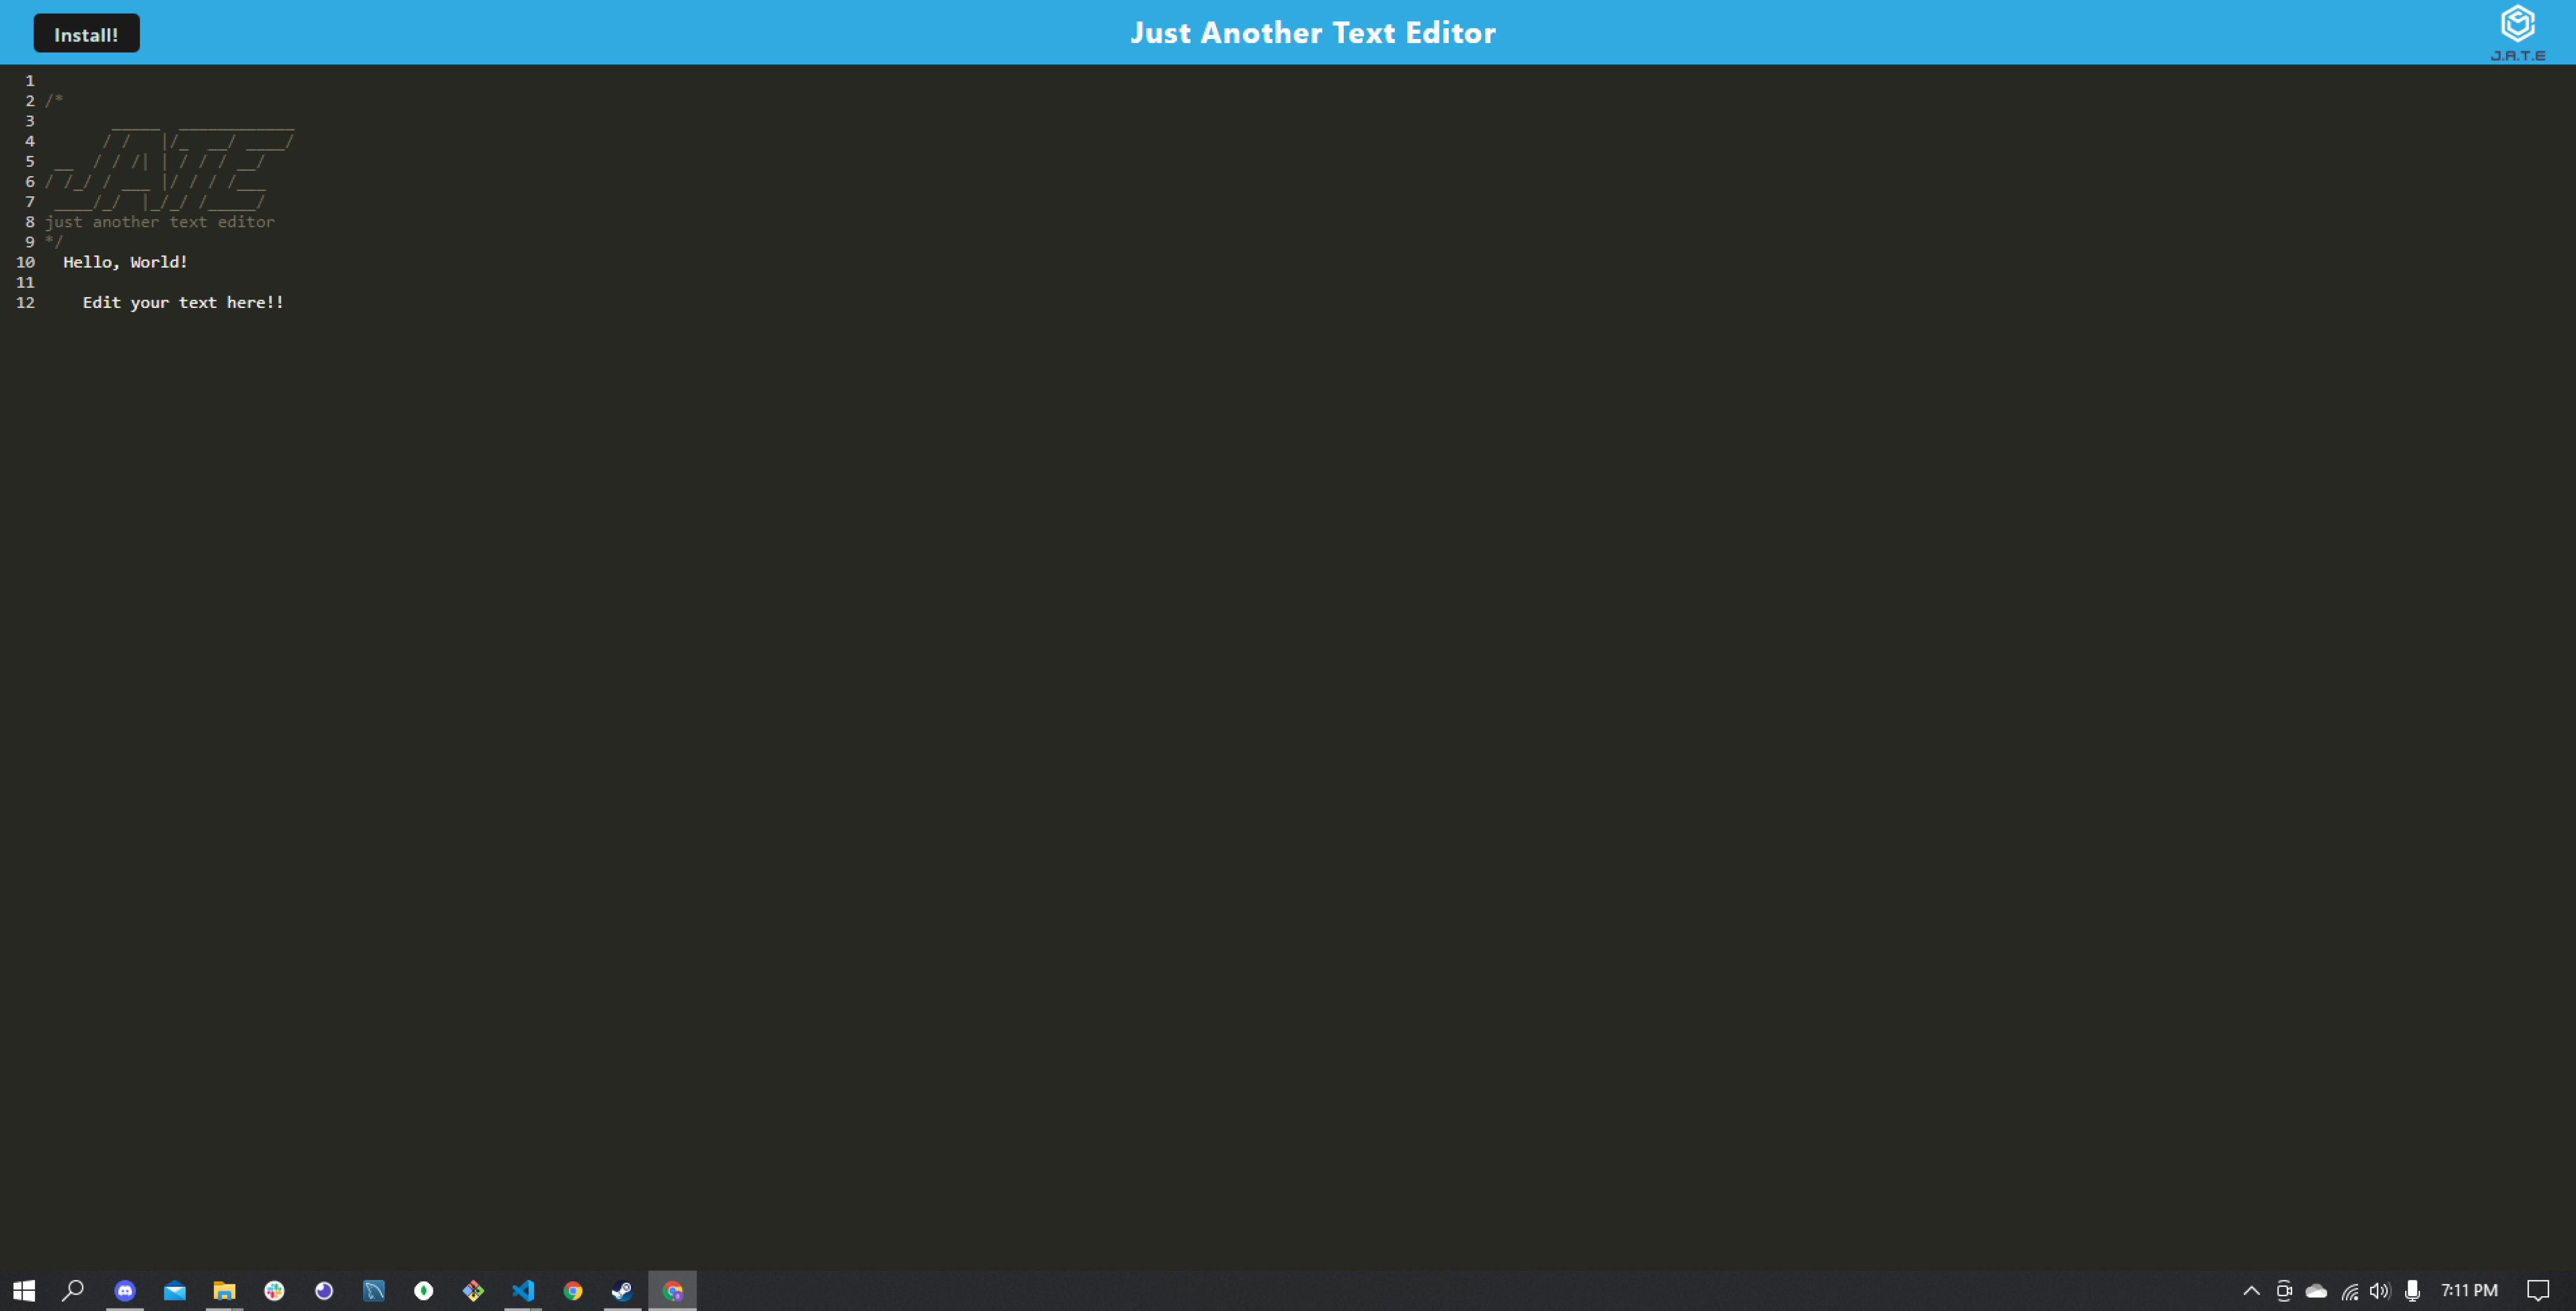 Install!
Just Another Text Editor
J.A.T.E
1
2 /*
3        _____  ____________
4       / /   |/_  __/ ____/
5  __  / / /| | / / / __/
6 / /_/ / ___ |/ / / /___
7  ____/_/  |_/_/ /_____/
8 just another text editor
9 */
10   Hello, World!
11
12     Edit your text here!!
7:11 PM